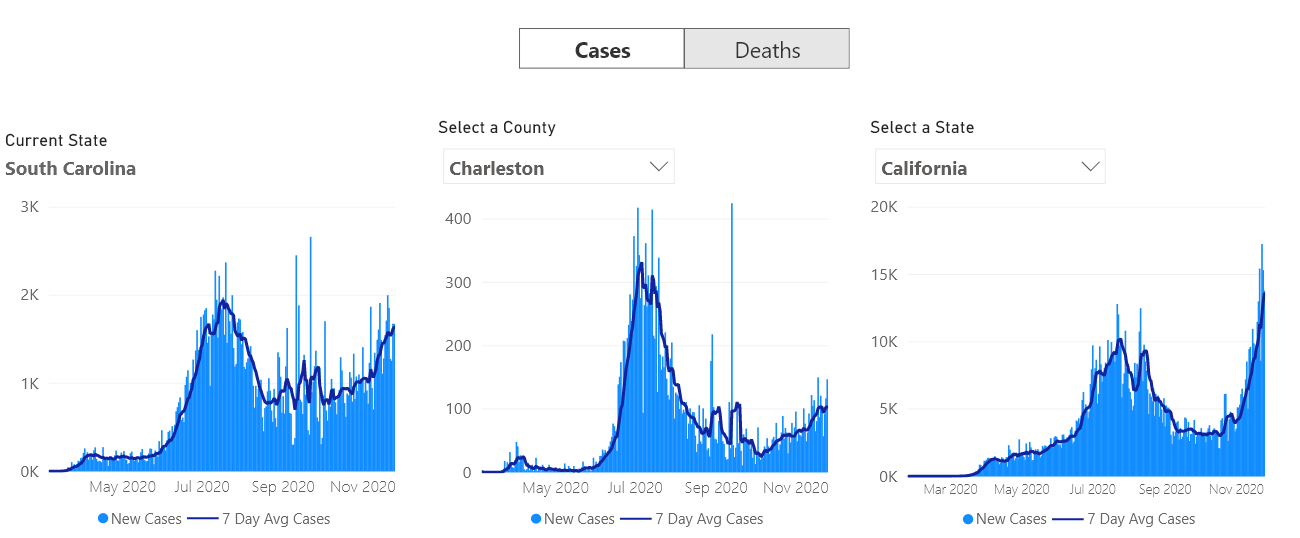 Cases Deaths
Current State
South Carolina
3K
2K
1K
0K
May 2020 Jul 2020 Sep 2020 Nov 2020
New Cases 7 Day Avg Cases
Select a County
Charleston
400
300
200
100
0
May 2020 Jul 2020 Sep 2020 Nov 2020
New Cases 7 Day Avg Cases
Select a State
California
20K
15K
10K
5K
0K
Mar 2020 May 2020 Jul 2020 Sep 2020 Nov 2020
New Cases 7 Day Avg Cases